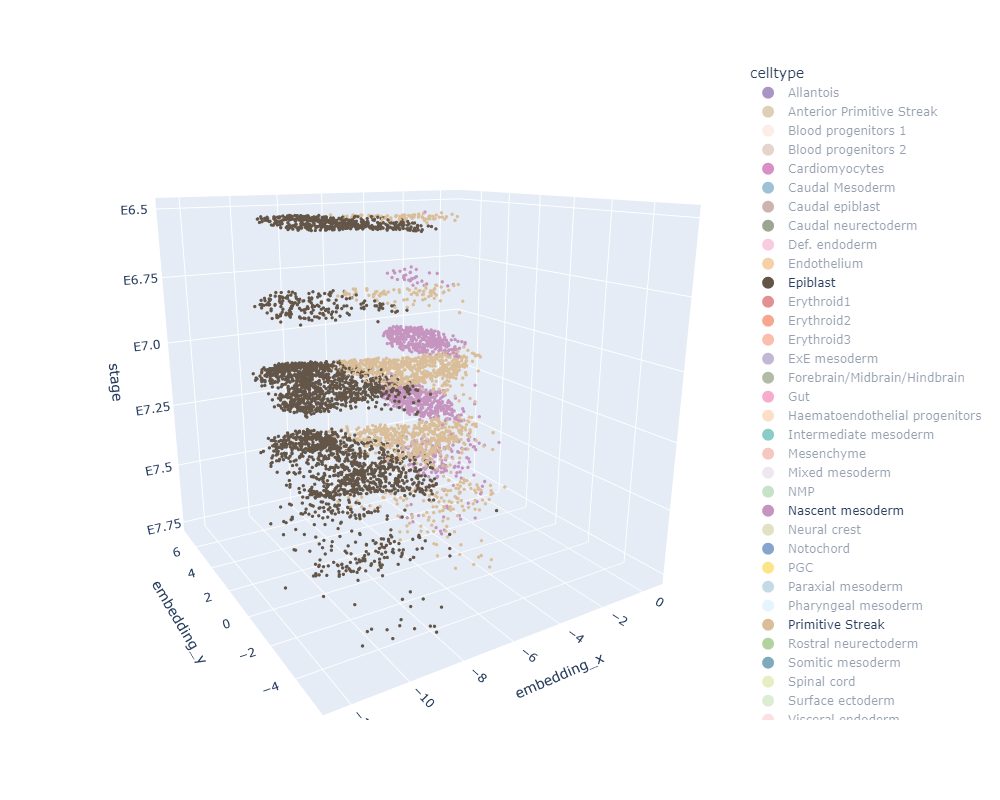 celltype
Allantois
Anterior Primitive Streak
Blood progenitors 1
Blood progenitors 2
Cardiomyocytes
Caudal Mesoderm
Caudal epiblast
Caudal neurectoderm
Def. endoderm
Endothelium
Epiblast
Erythroid1
Erythroid2
Erythroid3
ExE mesoderm
Forebrain/Midbrain/Hindbrain
Gut
Haematoendothelial progenitors
Intermediate mesoderm
Mesenchyme
Mixed mesoderm
NMP
Nascent mesoderm
Neural crest
Notochord
PGC
Paraxial mesoderm
Pharyngeal mesoderm
Primitive Streak
Rostral neurectoderm
Somitic mesoderm
Spinal cord
Surface ectoderm
Visceral endoderm
E6.5
E6.75
E7.0
E7.25
E7.5
E7.75
stage
6
4
2
0
−2
−4
embedding_y
−10
−8
−6
−4
−2
0
embedding_x